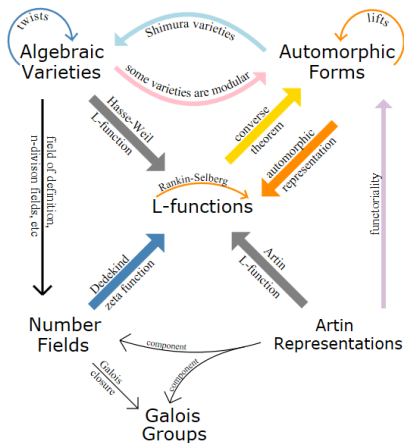 twists
Shimura varieties
lifts
Algebraic
Varieties
Automorphic
Forms
some varieties are modular
Hasse-Weil
L-function
converse
theorem
automorphic
representation
field of definition,
n-divison fields, etc
functoriality
Rankin-Selberg
L-functions
Dedekind
zeta function
Artin
L-function
Number
Fields
Artin
Representations
component
component
Galois
closure
Galois
Groups